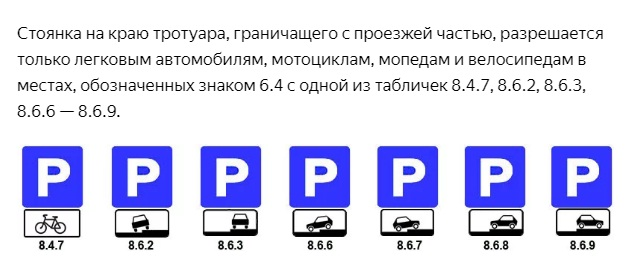 Стоянка на краю тротуара, граничащего с проезжей частью, разрешается
только легковым автомобилям, мотоциклам, мопедам и велосипедам в
местах, обозначенных знаком 6.4 с одной из табличек 8.4.7, 8.6.2, 8.6.3,
8.6.6 — 8.6.9.
P P P P P P P
8.4.7 8.6.2 8.6.3 8.6.6 8.6.7 8.6.8 8.6.9